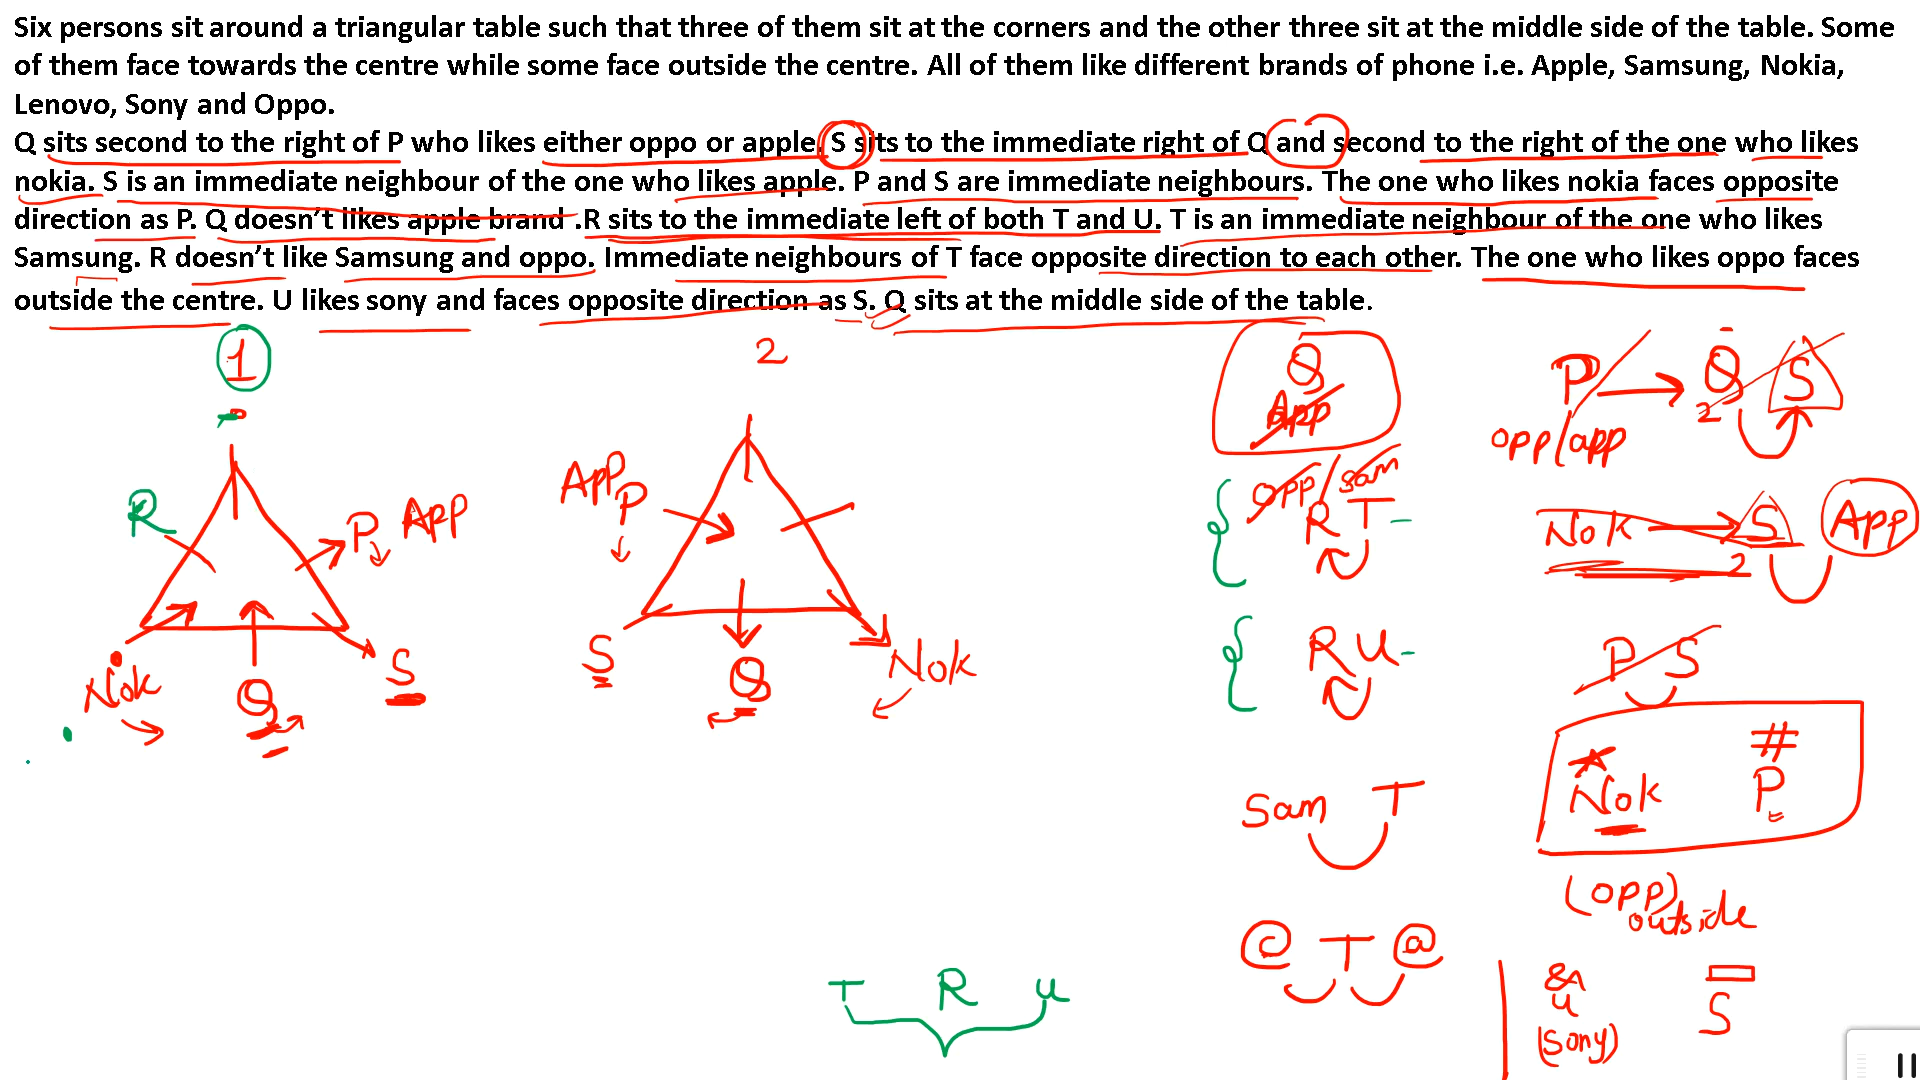 Six persons sit around a triangular table such that three of them sit at the corners and the other three sit at the middle side of the table. Some
of them face towards the centre while some face outside the centre. All of them like different brands of phone i.e. Apple, Samsung, Nokia,
Lenovo, Sony and Oppo.
Q sits second to the right of P who likes either oppo or apple. S sits to the immediate right of Q and second to the right of the one who likes
nokia. S is an immediate neighbour of the one who likes apple. P and S are immediate neighbours. The one who likes nokia faces opposite
direction as P. Q doesn't likes apple brand .R sits to the immediate left of both T and U. T is an immediate neighbour of the one who likes
Samsung. R doesn't like Samsung and oppo. Immediate neighbours of T face opposite direction to each other. The one who likes oppo faces
outside the centre. U likes sony and faces opposite direction as S. Q sits at the middle side of the table.
1
R
P App
Nok
Q
S
2
App
P
S
Q
Nok
Q
App
Opp/Sam
R T
R U
Sam T
@ T @
T R U
P Q S
2
opp/app
Nok S App
2
P S
Nok P
#
(opp)
outside
&
U
(Sony)
S